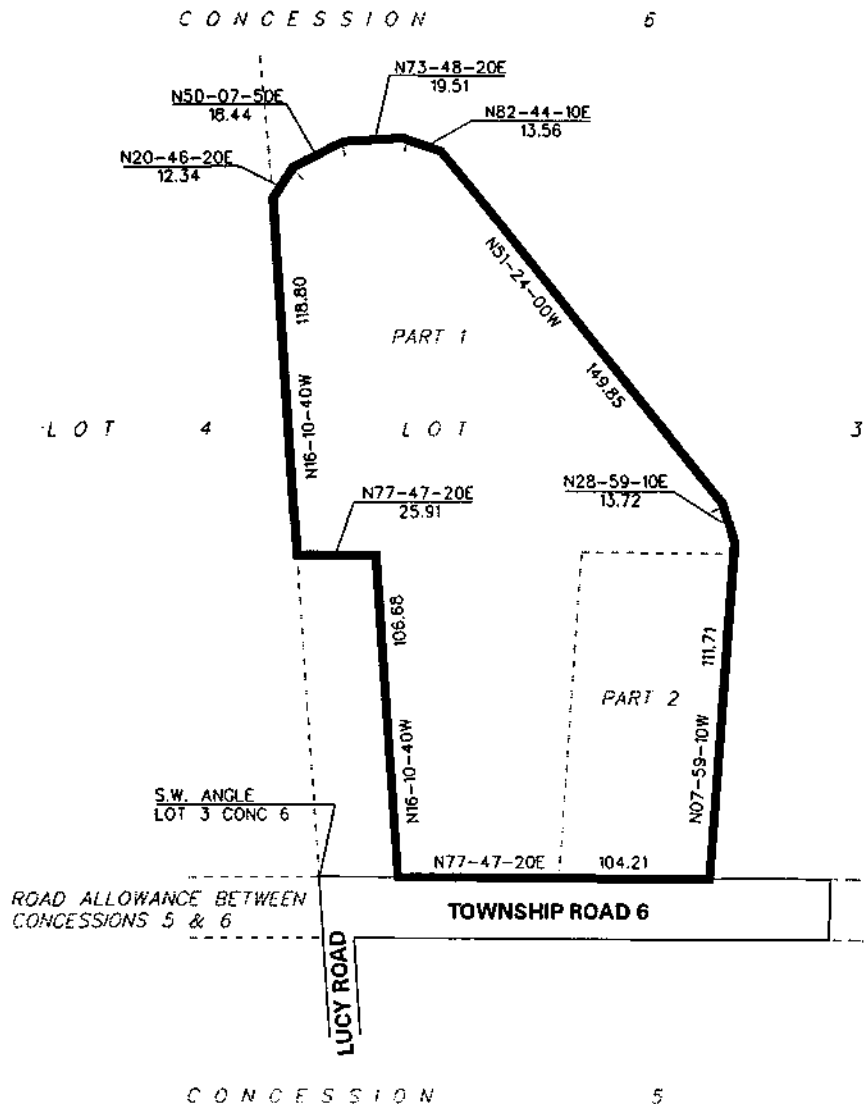 CONCESSION 6
N73-48-20E
19.51
N50-07-50E
18.44
N82-44-10E
13.56
N20-46-20E
12.34
N51-24-00W
149.85
118.80
N16-10-40W
PART 1
LOT 4
LOT 3
N77-47-20E
25.91
N28-59-10E
13.72
106.68
N16-10-40W
111.71
N07-59-10W
PART 2
S.W. ANGLE
LOT 3 CONC 6
N77-47-20E 104.21
ROAD ALLOWANCE BETWEEN
CONCESSIONS 5 & 6
TOWNSHIP ROAD 6
LUCY ROAD
CONCESSION 5